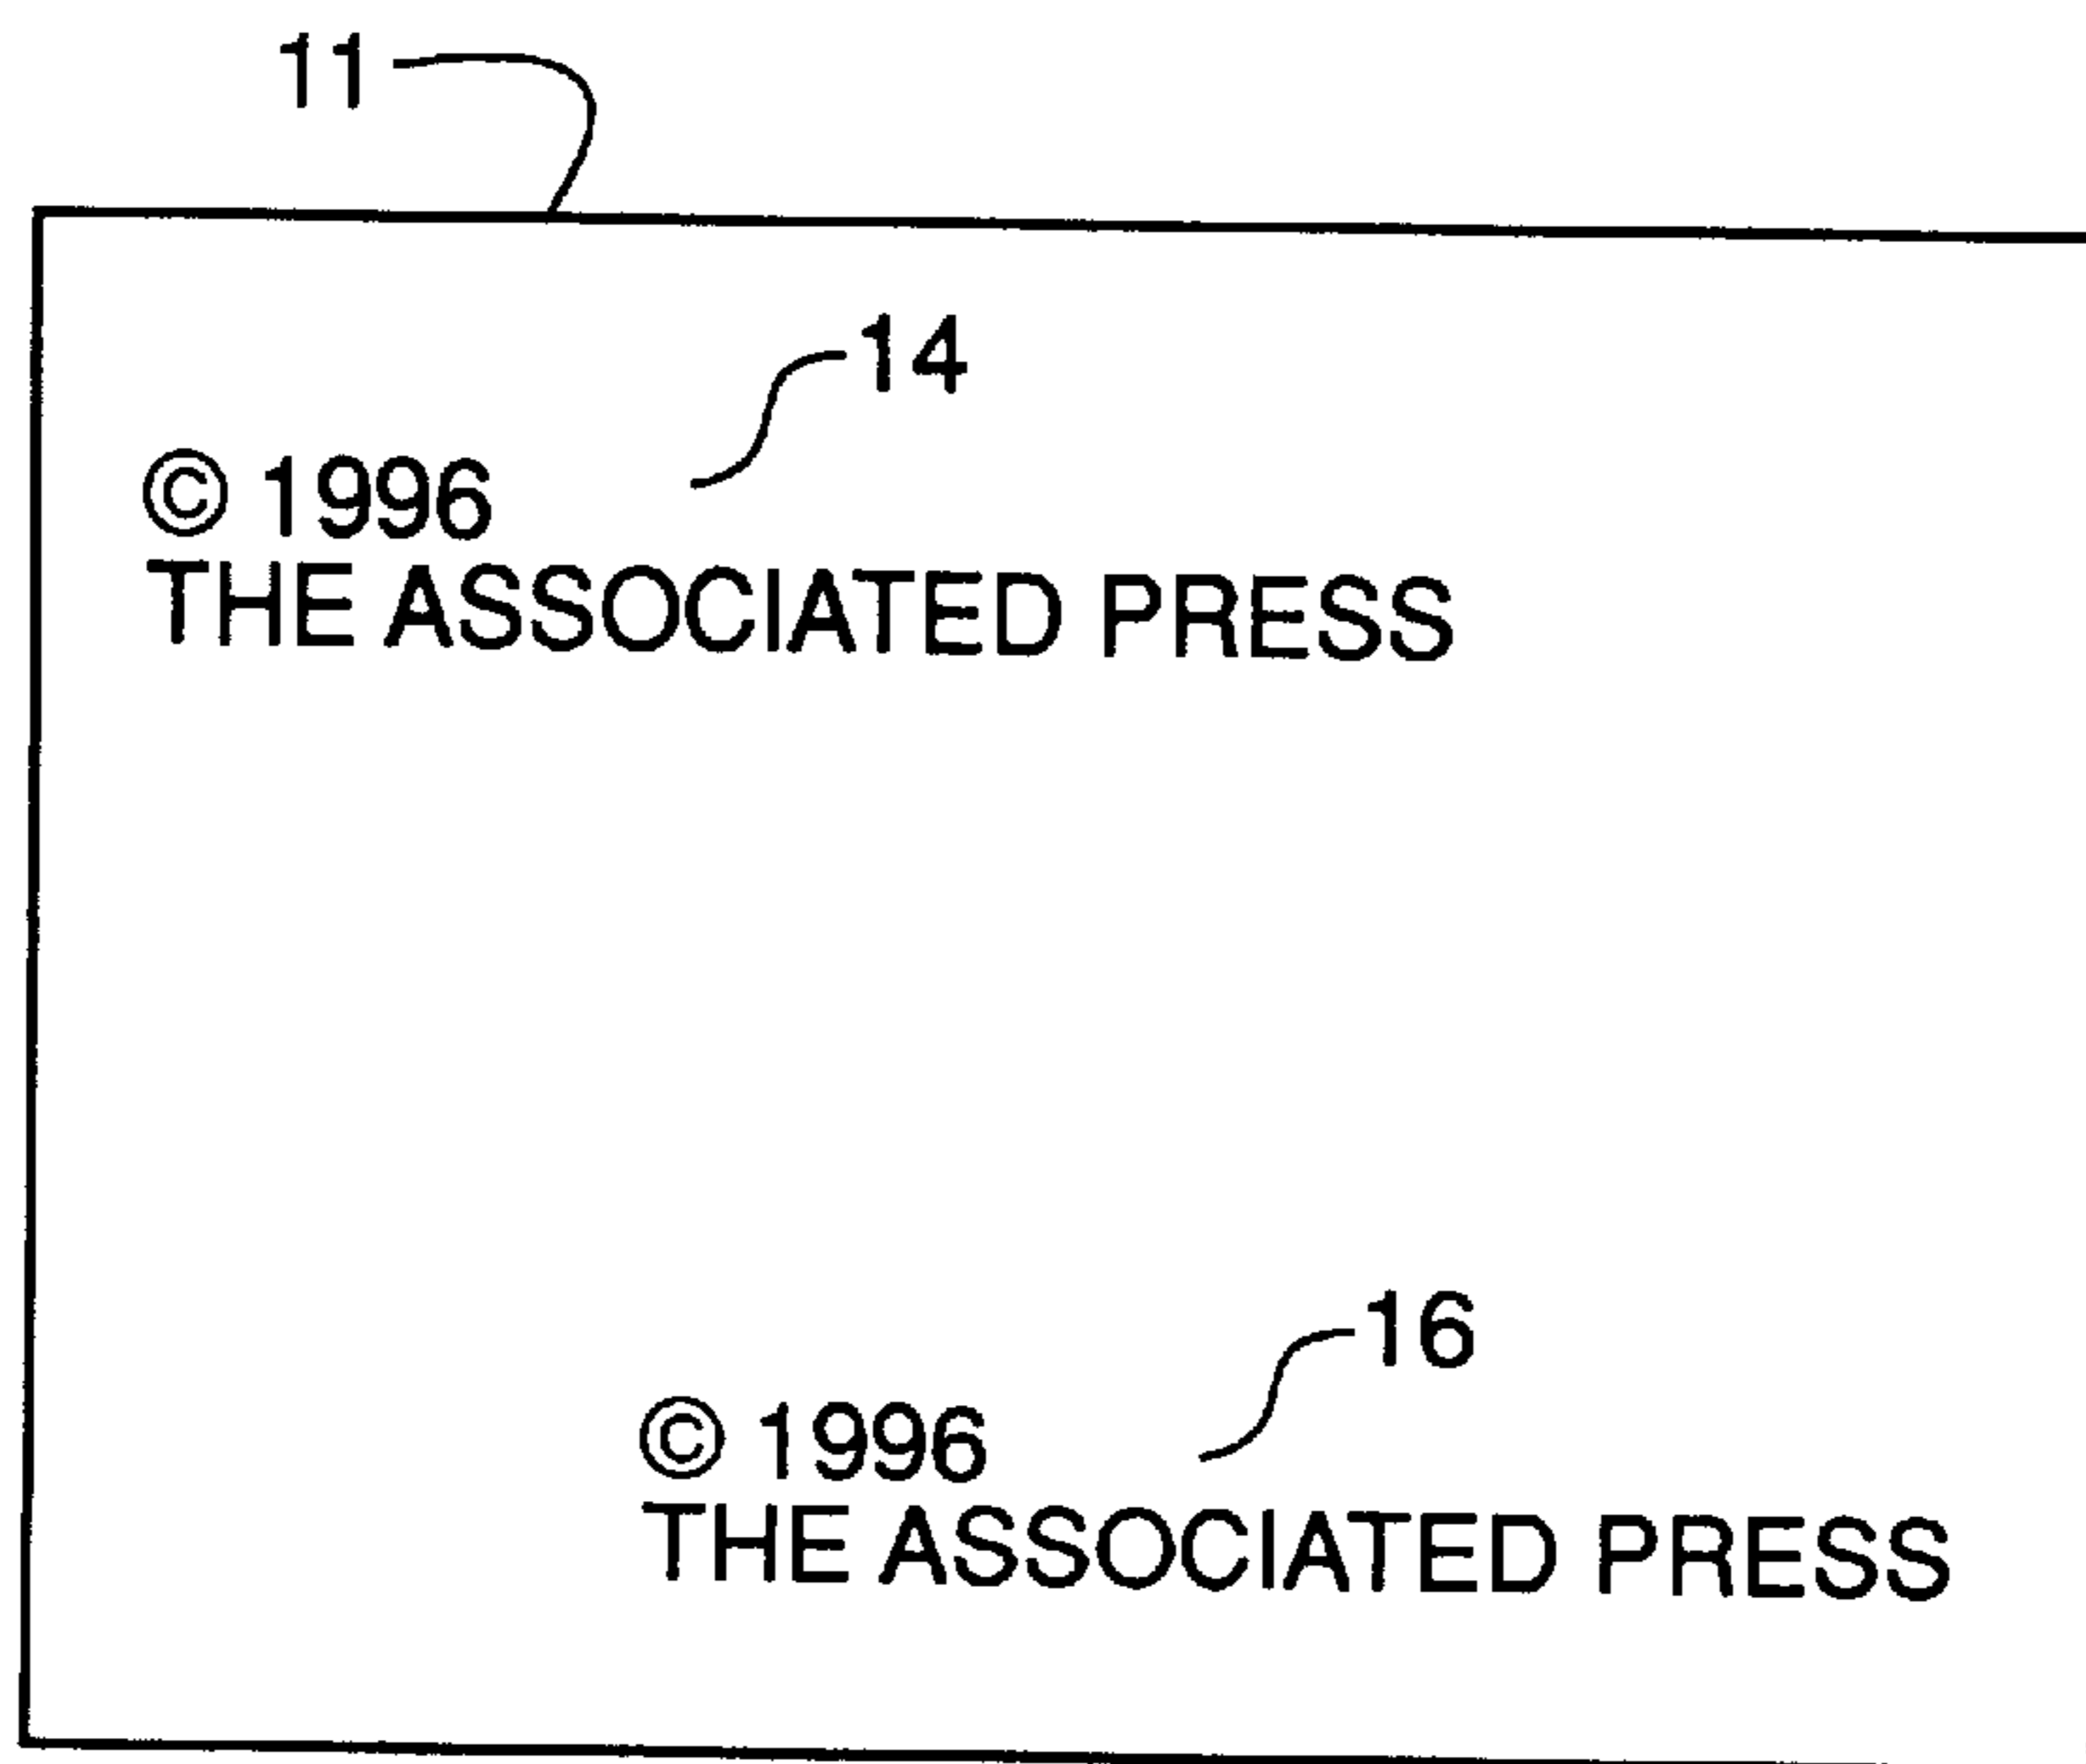 11
14
© 1996
THE ASSOCIATED PRESS
16
© 1996
THE ASSOCIATED PRESS